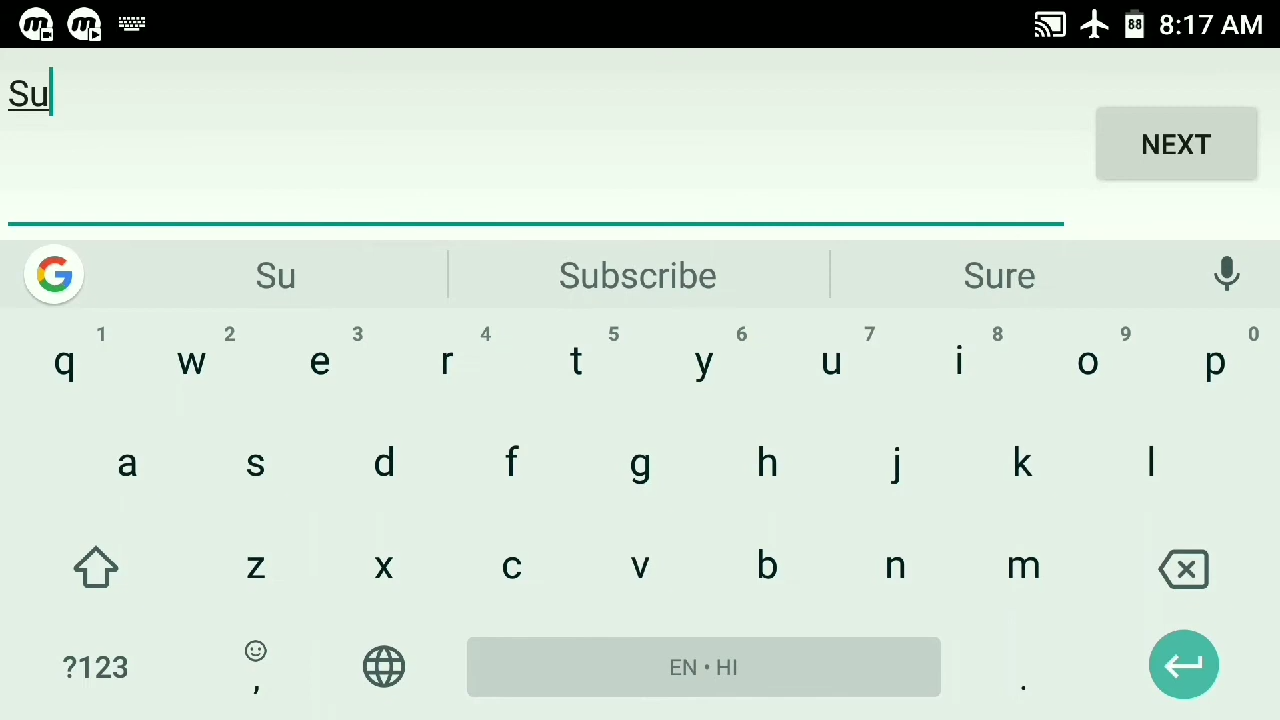 88 8:17 AM
Su
NEXT
Su Subscribe Sure
1 2 3 4 5 6 7 8 9 0
q w e r t y u i o p
a s d f g h j k l
z x c v b n m
?123 , EN • HI .